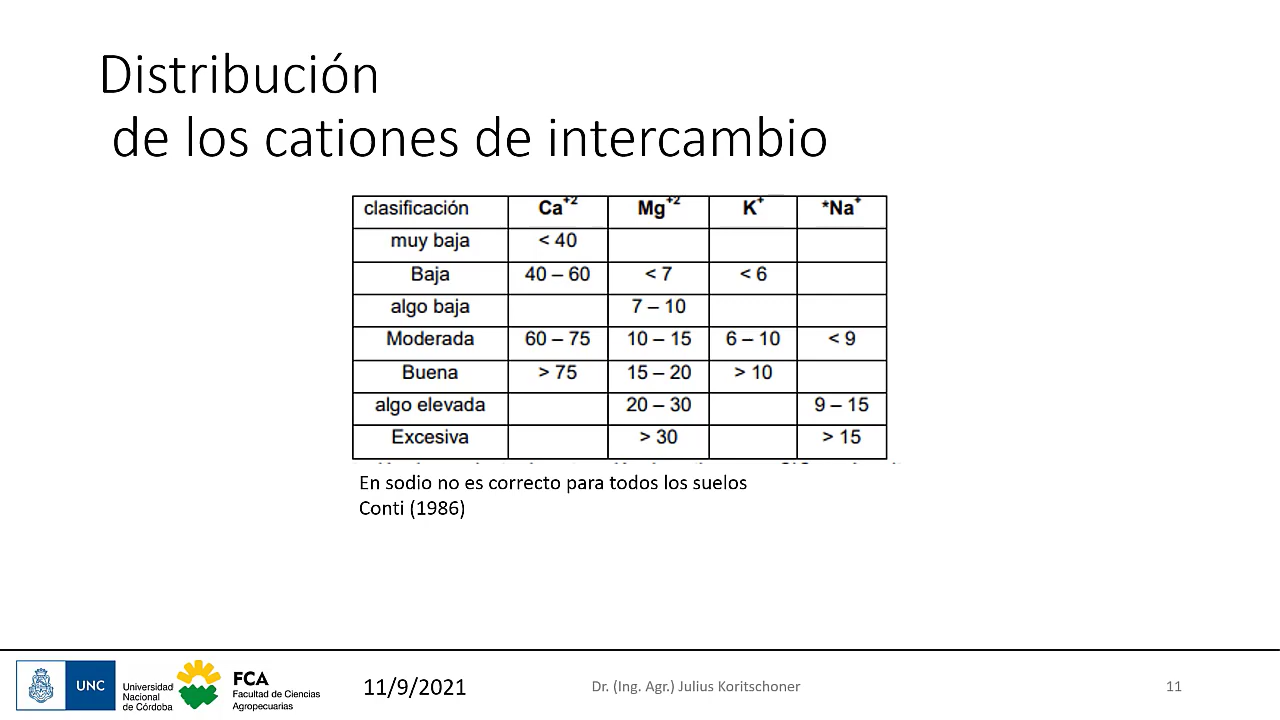 Distribución
de los cationes de intercambio
clasificación Ca+2 Mg+2 K+ *Na+
muy baja < 40
Baja 40 – 60 < 7 < 6
algo baja 7 – 10
Moderada 60 – 75 10 – 15 6 – 10 < 9
Buena > 75 15 – 20 > 10
algo elevada 20 – 30 9 – 15
Excesiva > 30 > 15
En sodio no es correcto para todos los suelos
Conti (1986)
UNC
Universidad
Nacional
de Córdoba
FCA
Facultad de Ciencias
Agropecuarias
11/9/2021
Dr. (Ing. Agr.) Julius Koritschoner
11